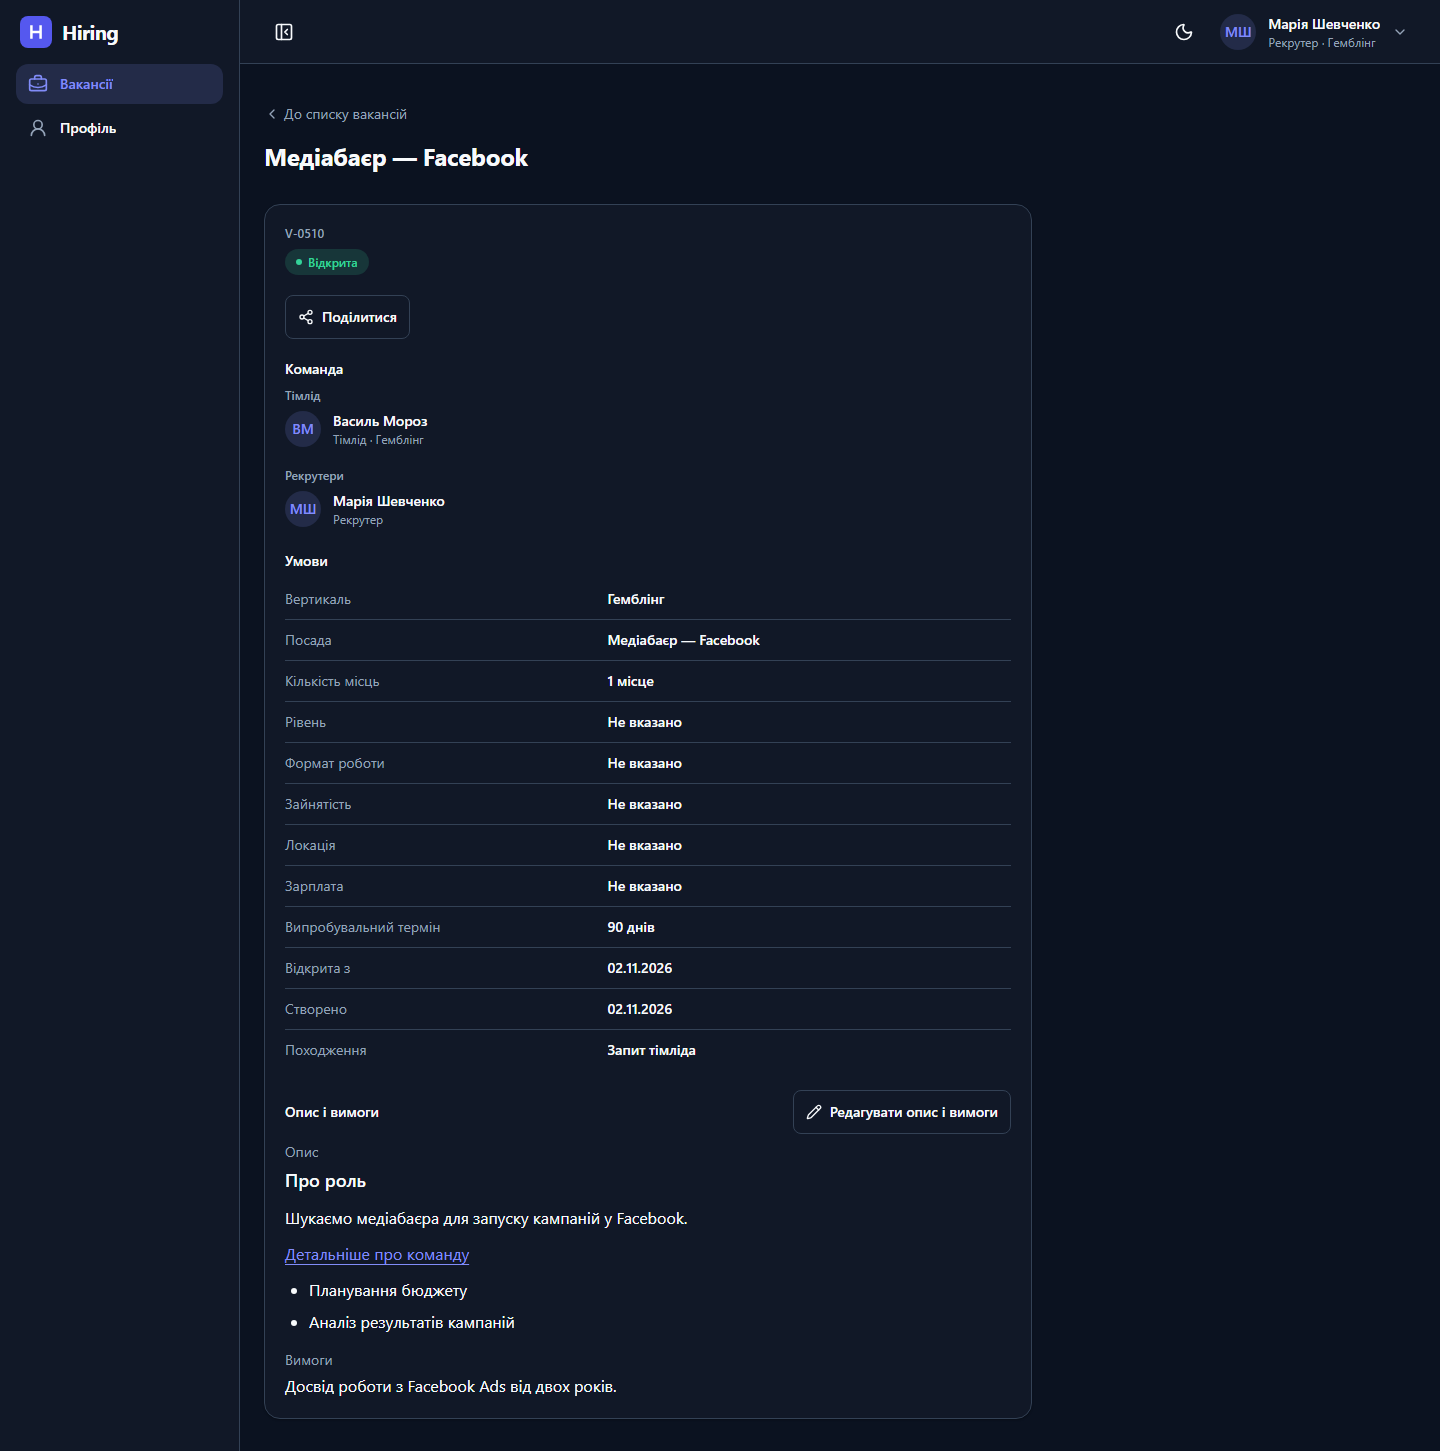 H Hiring
Вакансії
Профіль
МШ
Марія Шевченко
Рекрутер · Гемблінг
До списку вакансій
Медіабаєр — Facebook
V-0510
Відкрита
Поділитися
Команда
Тімлід
ВМ
Василь Мороз
Тімлід · Гемблінг
Рекрутери
МШ
Марія Шевченко
Рекрутер
Умови
Вертикаль Гемблінг
Посада Медіабаєр — Facebook
Кількість місць 1 місце
Рівень Не вказано
Формат роботи Не вказано
Зайнятість Не вказано
Локація Не вказано
Зарплата Не вказано
Випробувальний термін 90 днів
Відкрита з 02.11.2026
Створено 02.11.2026
Походження Запит тімліда
Опис і вимоги Редагувати опис і вимоги
Опис
Про роль
Шукаємо медіабаєра для запуску кампаній у Facebook.
Детальніше про команду
Планування бюджету
Аналіз результатів кампаній
Вимоги
Досвід роботи з Facebook Ads від двох років.